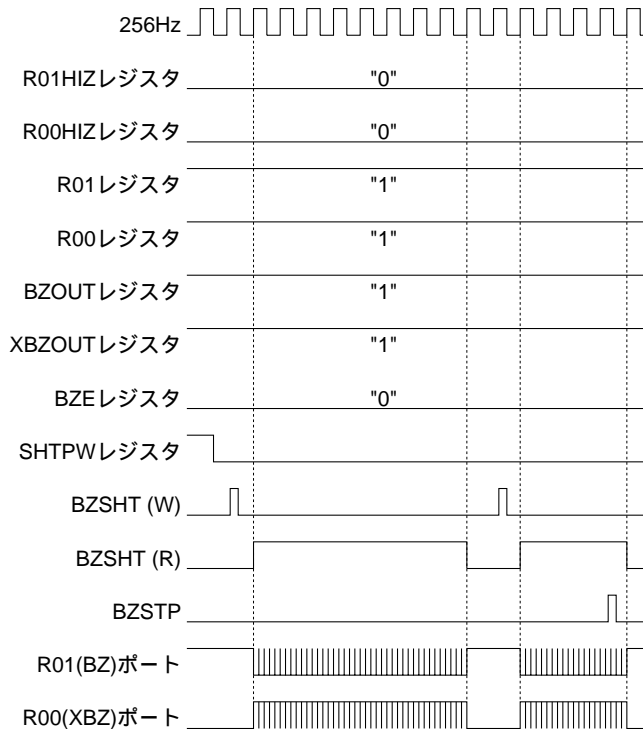 256Hz
R01HIZレジスタ "0"
R00HIZレジスタ "0"
R01レジスタ "1"
R00レジスタ "1"
BZOUTレジスタ "1"
XBZOUTレジスタ "1"
BZEレジスタ "0"
SHTPWレジスタ
BZSHT (W)
BZSHT (R)
BZSTP
R01(BZ)ポート
R00(XBZ)ポート